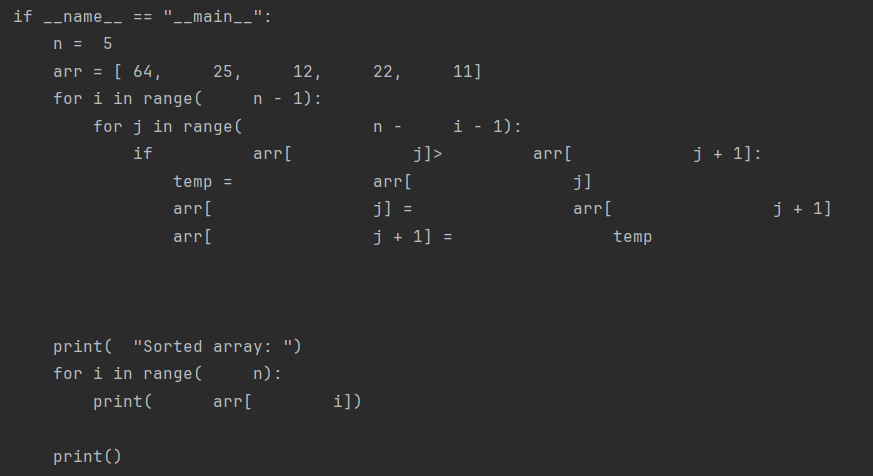 if __name__ == "__main__":
    n =  5
    arr = [ 64,     25,     12,     22,     11]
    for i in range(     n - 1):
        for j in range(             n -     i - 1):
            if          arr[            j]>         arr[            j + 1]:
                temp =              arr[                j]
                arr[                j] =                arr[                j + 1]
                arr[                j + 1] =                temp
    print(  "Sorted array: ")
    for i in range(     n):
        print(      arr[        i])
    print()